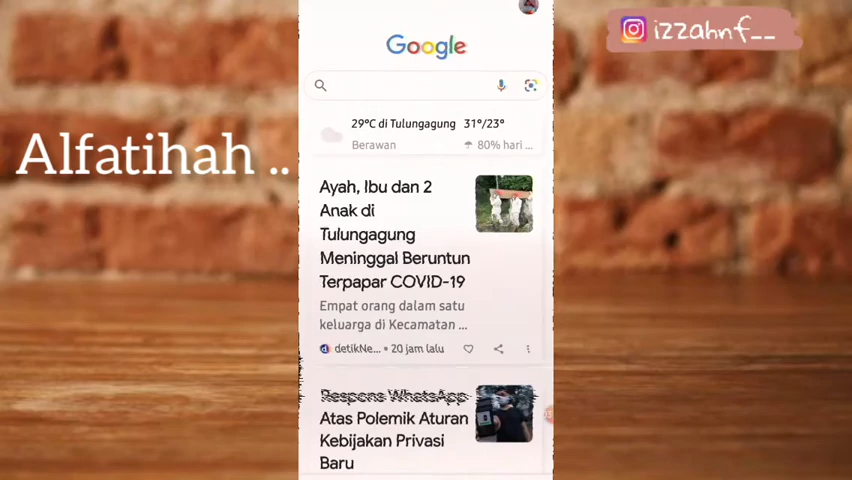 izzahnf__
Google
Alfatihah ..
29°C di Tulungagung 31°/23°
Berawan 80% hari ...
Ayah, Ibu dan 2
Anak di
Tulungagung
Meninggal Beruntun
Terpapar COVID-19
Empat orang dalam satu
keluarga di Kecamatan ...
detikNe... • 20 jam lalu
Respons WhatsApp
Atas Polemik Aturan
Kebijakan Privasi
Baru